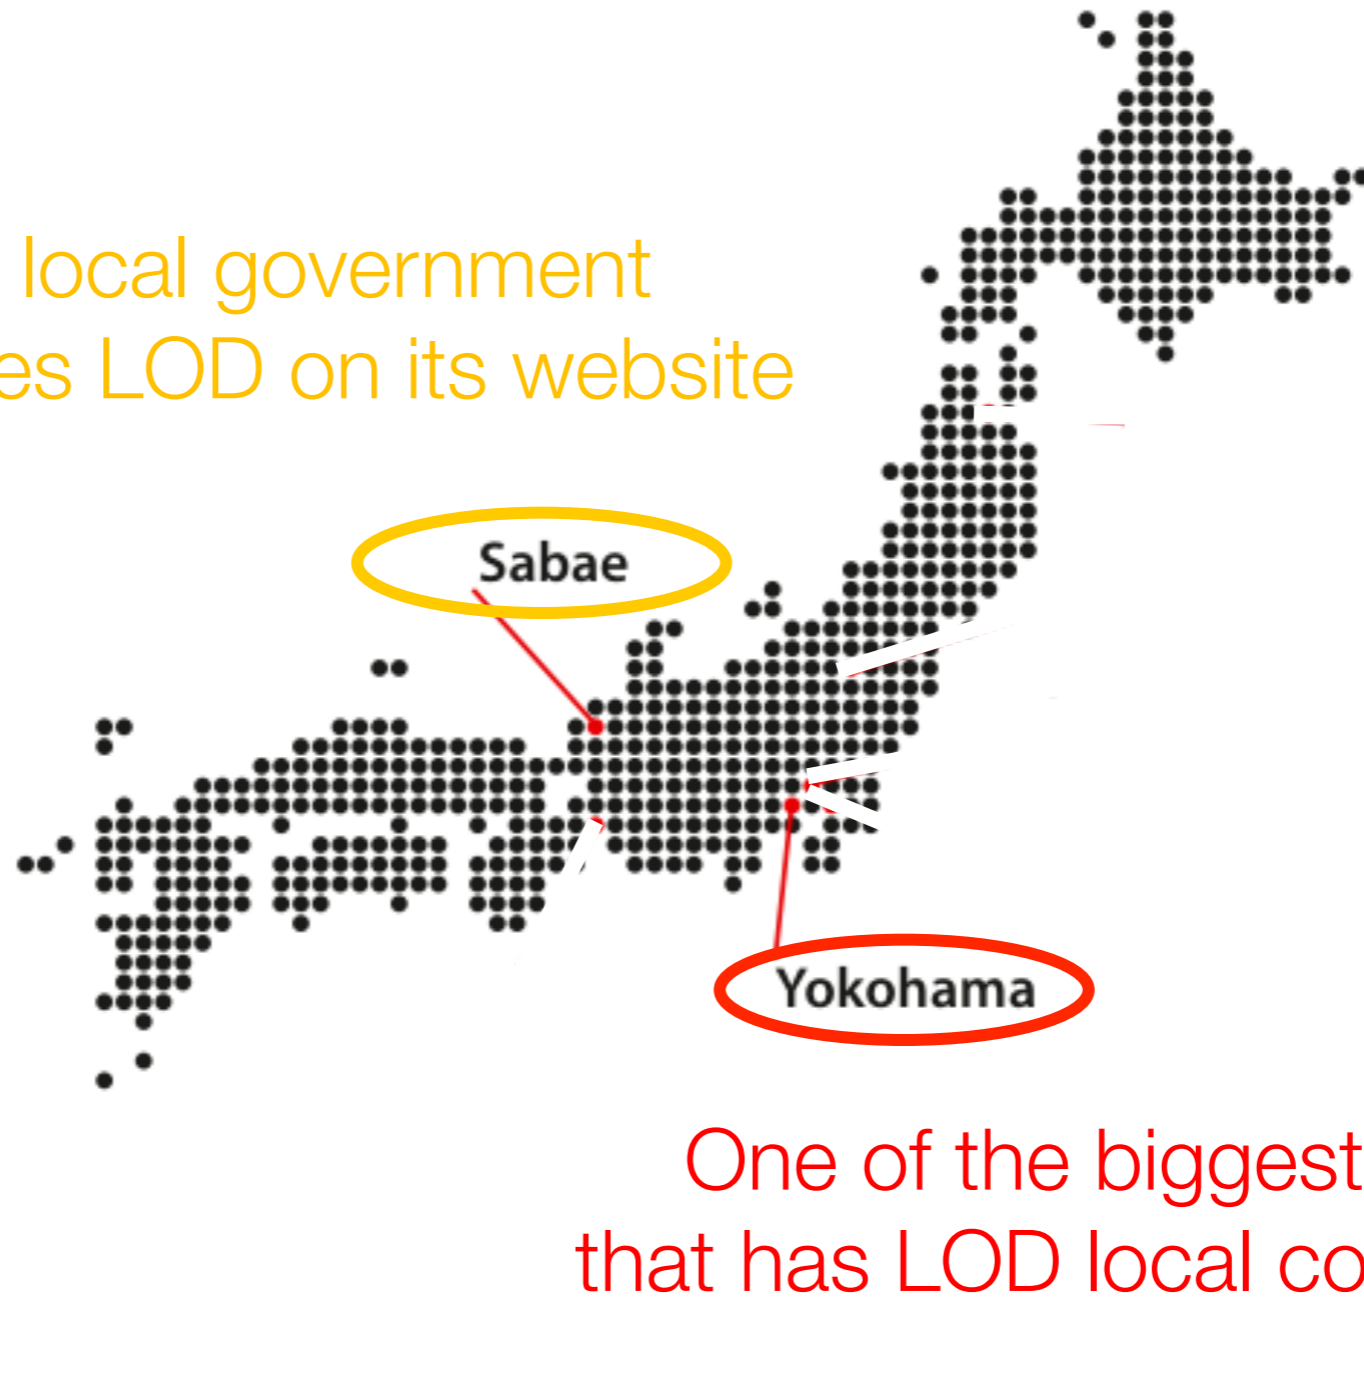 local government
es LOD on its website
Sabae
Yokohama
One of the biggest
that has LOD local co